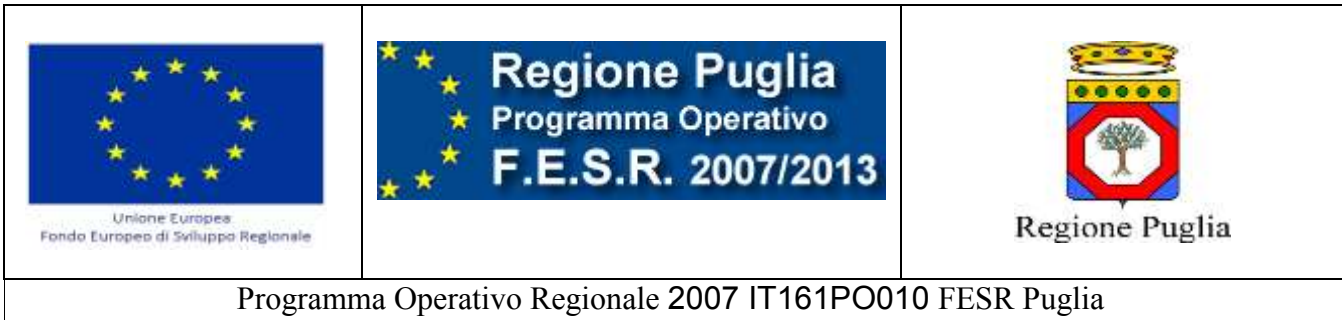 Unione Europea
Fondo Europeo di Sviluppo Regionale
Regione Puglia
Programma Operativo
F.E.S.R. 2007/2013
Regione Puglia
Programma Operativo Regionale 2007 IT161PO010 FESR Puglia